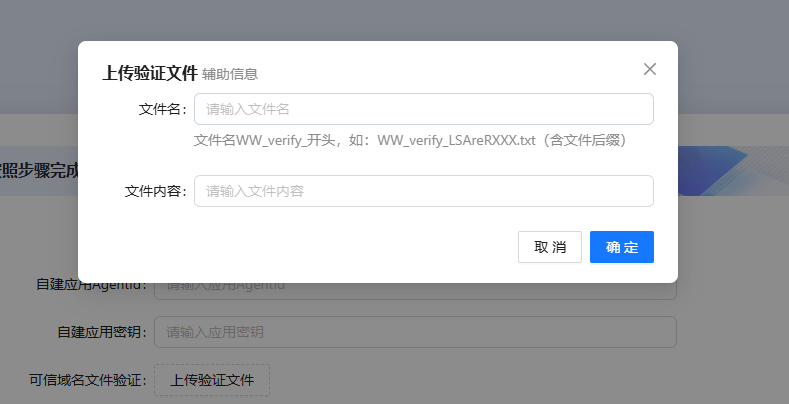 上传验证文件 辅助信息
文件名: 请输入文件名
文件名WW_verify_开头，如：WW_verify_LSAreRXXX.txt（含文件后缀）
按照步骤完成
文件内容: 请输入文件内容
取 消 确 定
自建应用AgentId: 请输入应用AgentId
自建应用密钥: 请输入应用密钥
可信域名文件验证: 上传验证文件